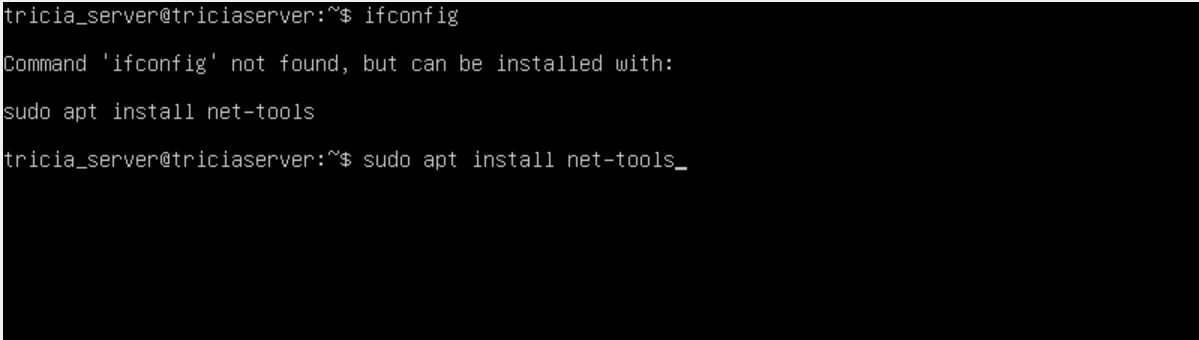 tricia_server@triciaserver:~$ ifconfig
Command 'ifconfig' not found, but can be installed with:
sudo apt install net-tools
tricia_server@triciaserver:~$ sudo apt install net-tools_